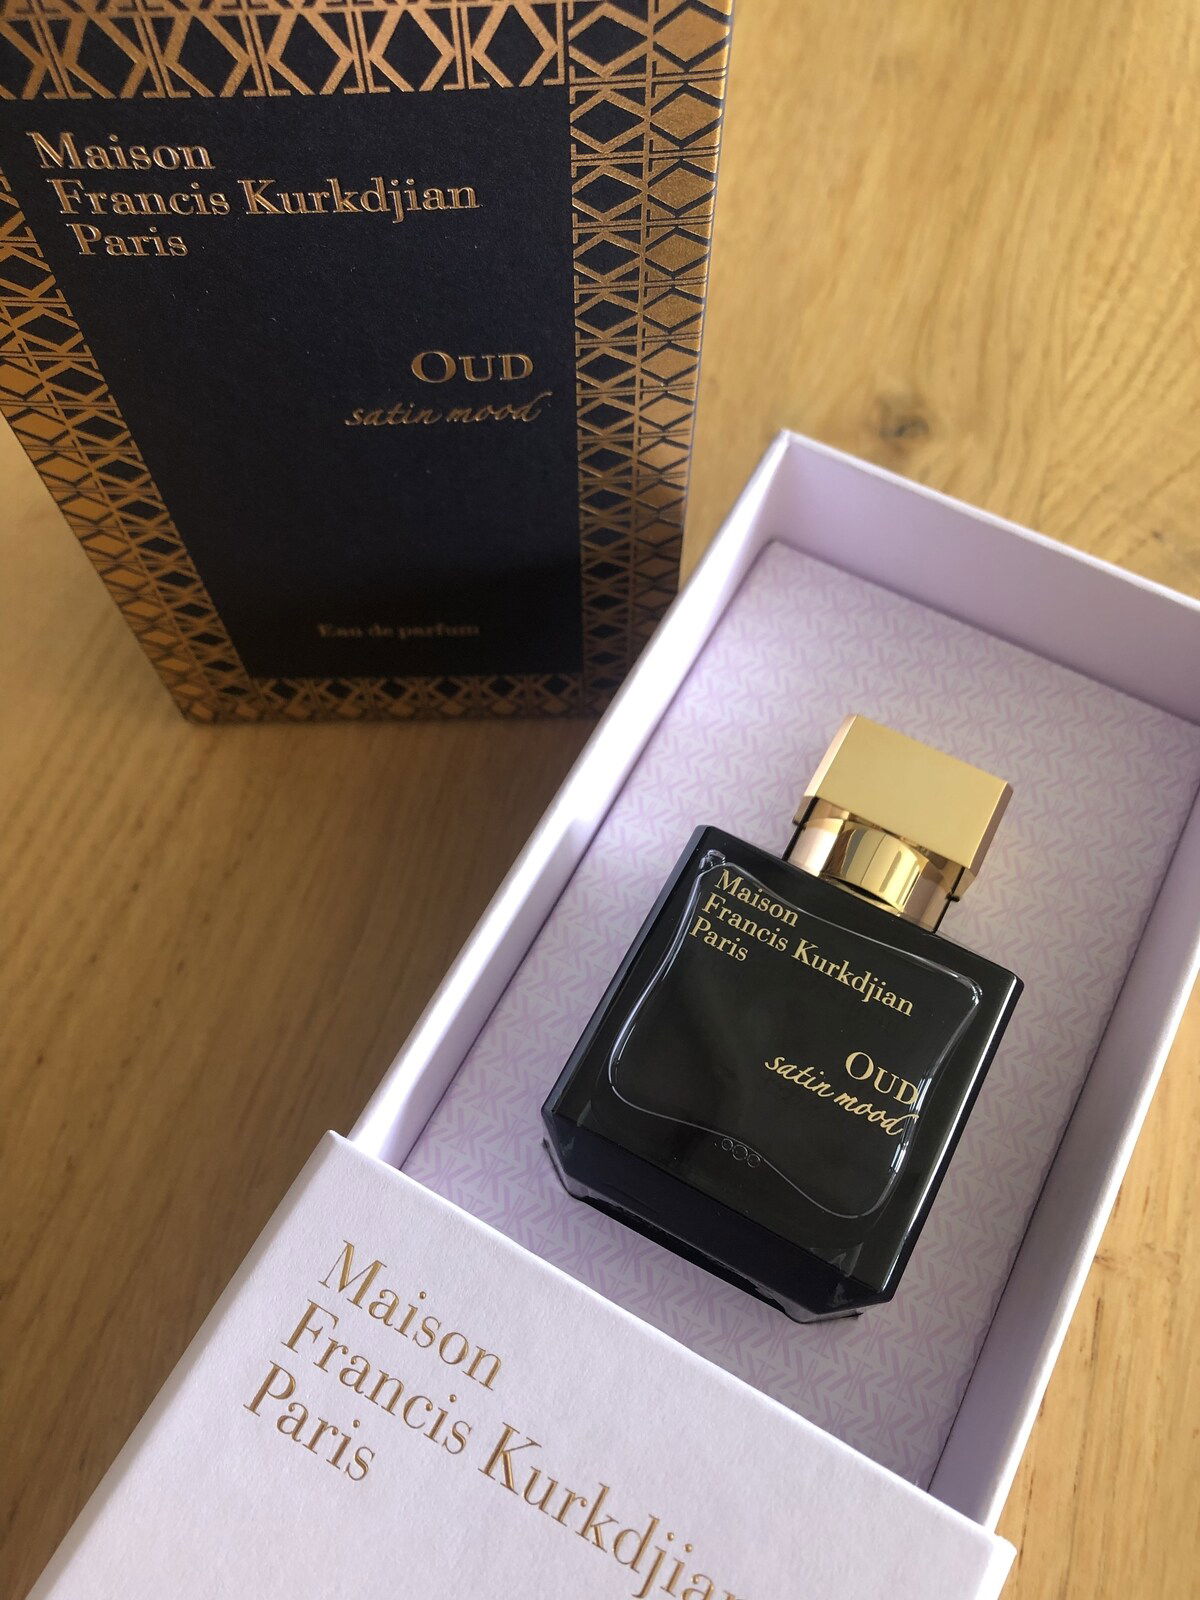 Maison
Francis Kurkdjian
Paris
OUD
satin mood
Eau de parfum
Maison
Francis Kurkdjian
Paris
OUD
satin mood
Maison
Francis Kurkdjian
Paris